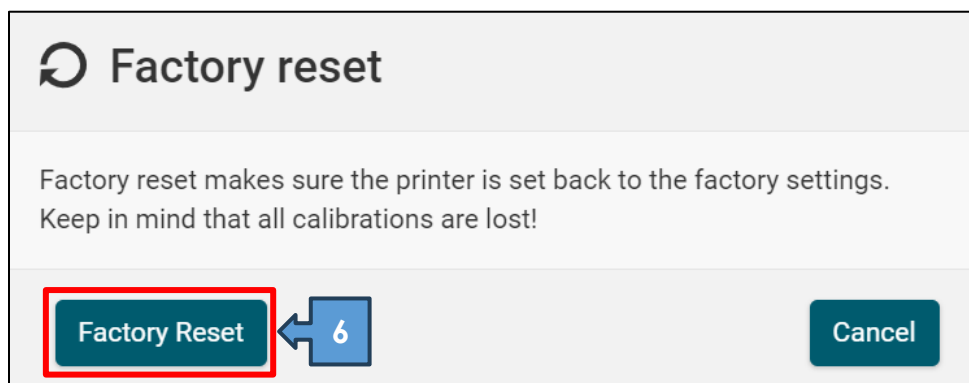 Factory reset
Factory reset makes sure the printer is set back to the factory settings.
Keep in mind that all calibrations are lost!
Factory Reset 6 Cancel